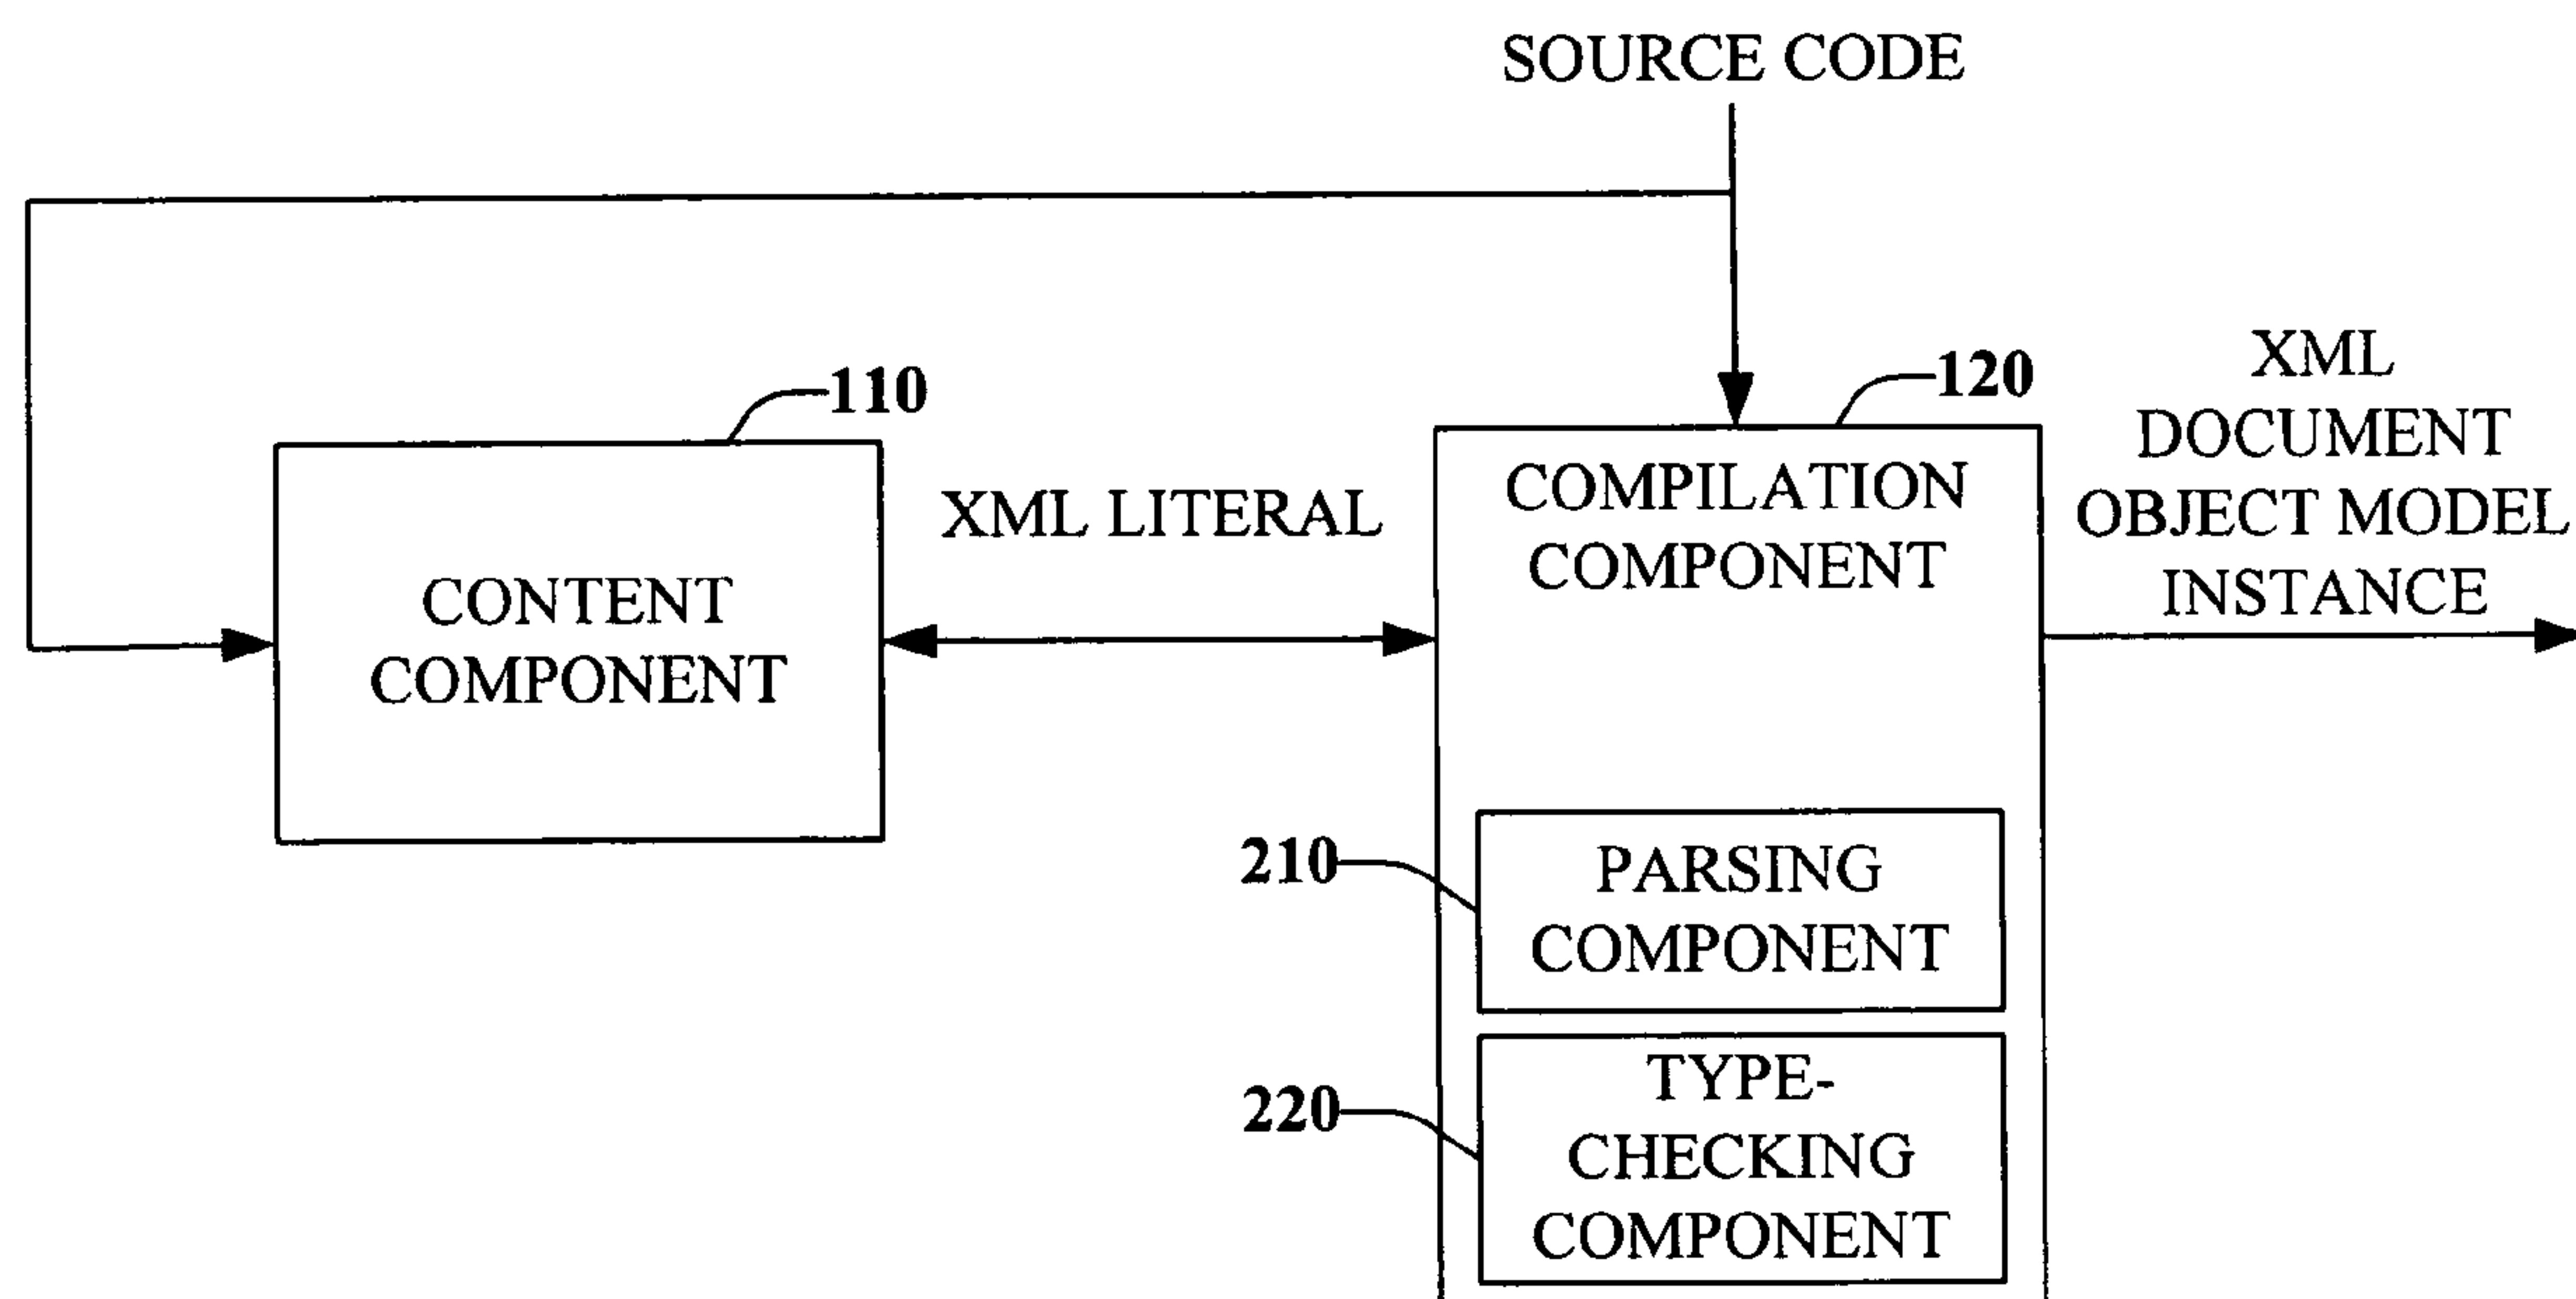 SOURCE CODE
110
120
XML
DOCUMENT
OBJECT MODEL
INSTANCE
CONTENT
COMPONENT
XML LITERAL
COMPILATION
COMPONENT
210
PARSING
COMPONENT
220
TYPE-
CHECKING
COMPONENT